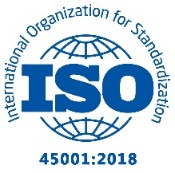 International Organization for Standardization
ISO
45001:2018